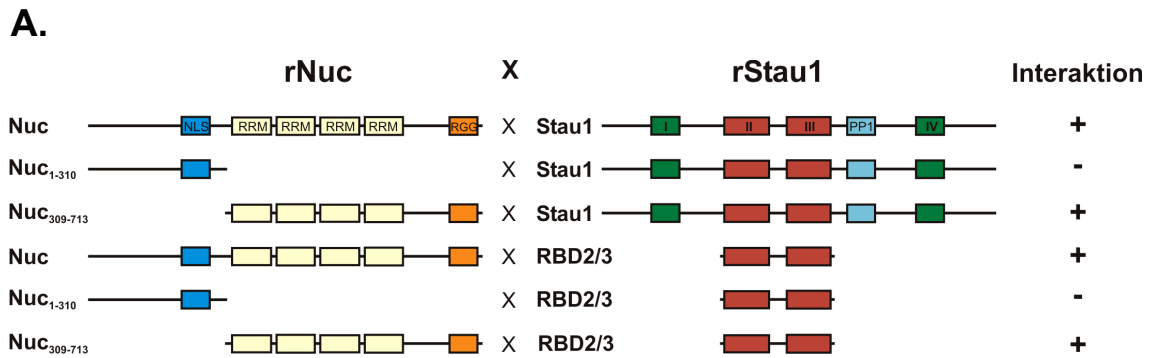 A.
rNuc X rStau1 Interaktion
Nuc NLS RRM RRM RRM RRM RGG X Stau1 I II III PP1 IV +
Nuc1-310 X Stau1 -
Nuc309-713 X Stau1 +
Nuc X RBD2/3 +
Nuc1-310 X RBD2/3 -
Nuc309-713 X RBD2/3 +